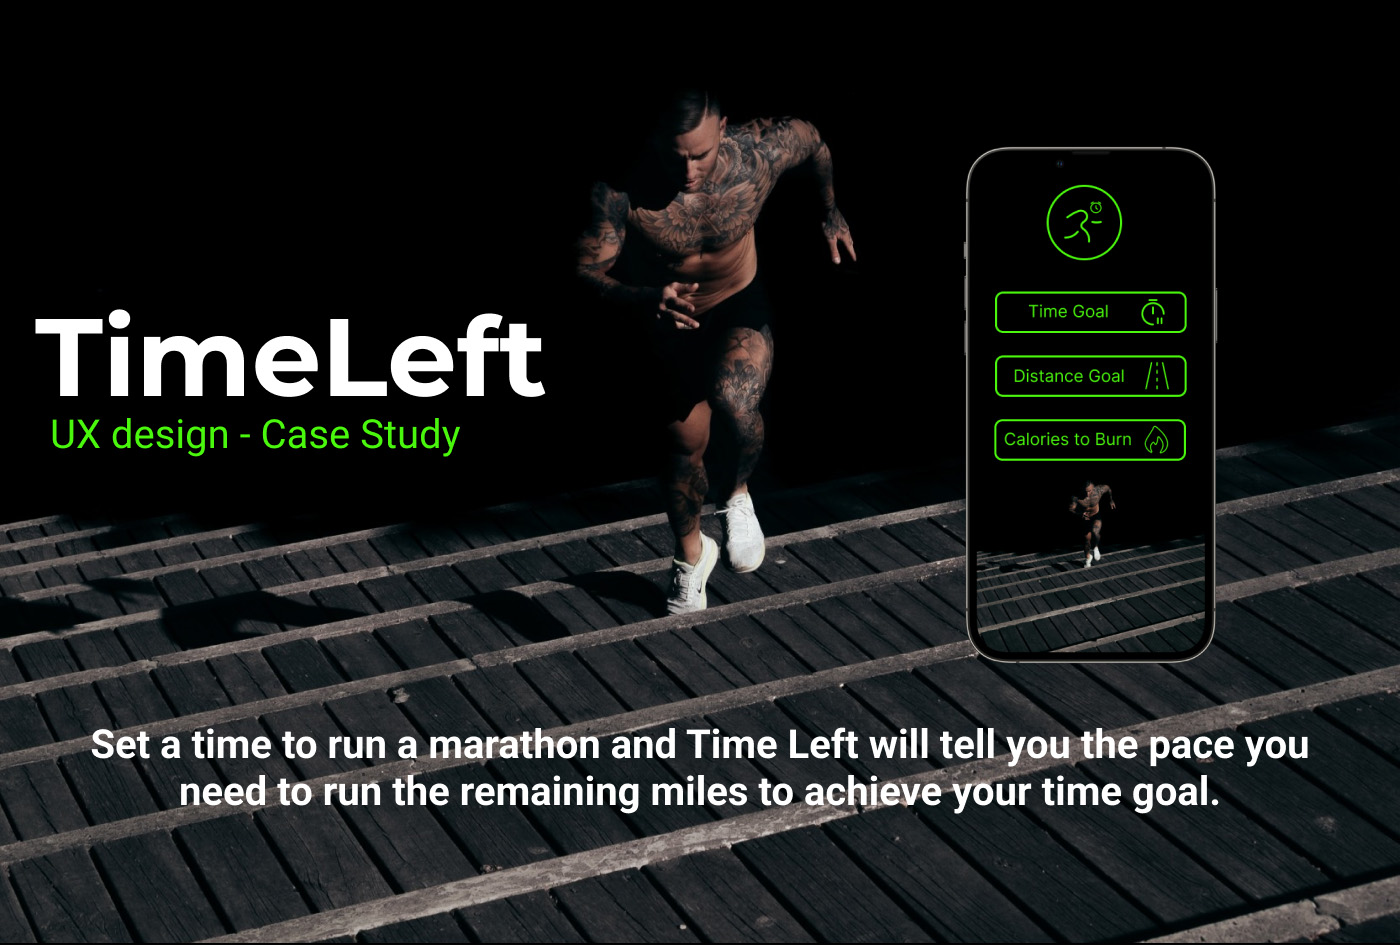 TimeLeft
UX design - Case Study
Time Goal
Distance Goal
Calories to Burn
Set a time to run a marathon and Time Left will tell you the pace you
need to run the remaining miles to achieve your time goal.